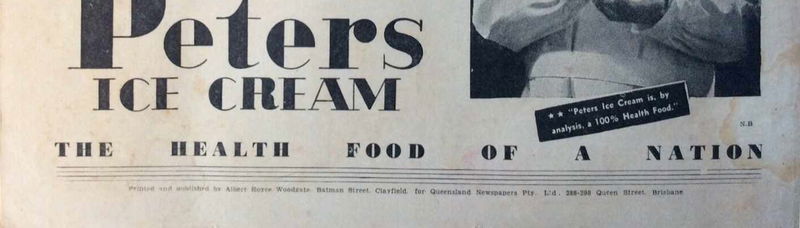 Peters
ICE CREAM
★★ "Peters Ice Cream is, by
analysis, a 100% Health Food."
N.B
THE HEALTH FOOD OF A NATION
Printed and published by Albert Royce Woodgate, Batman Street, Clayfield, for Queensland Newspapers Pty. Ltd., 288-298 Queen Street, Brisbane